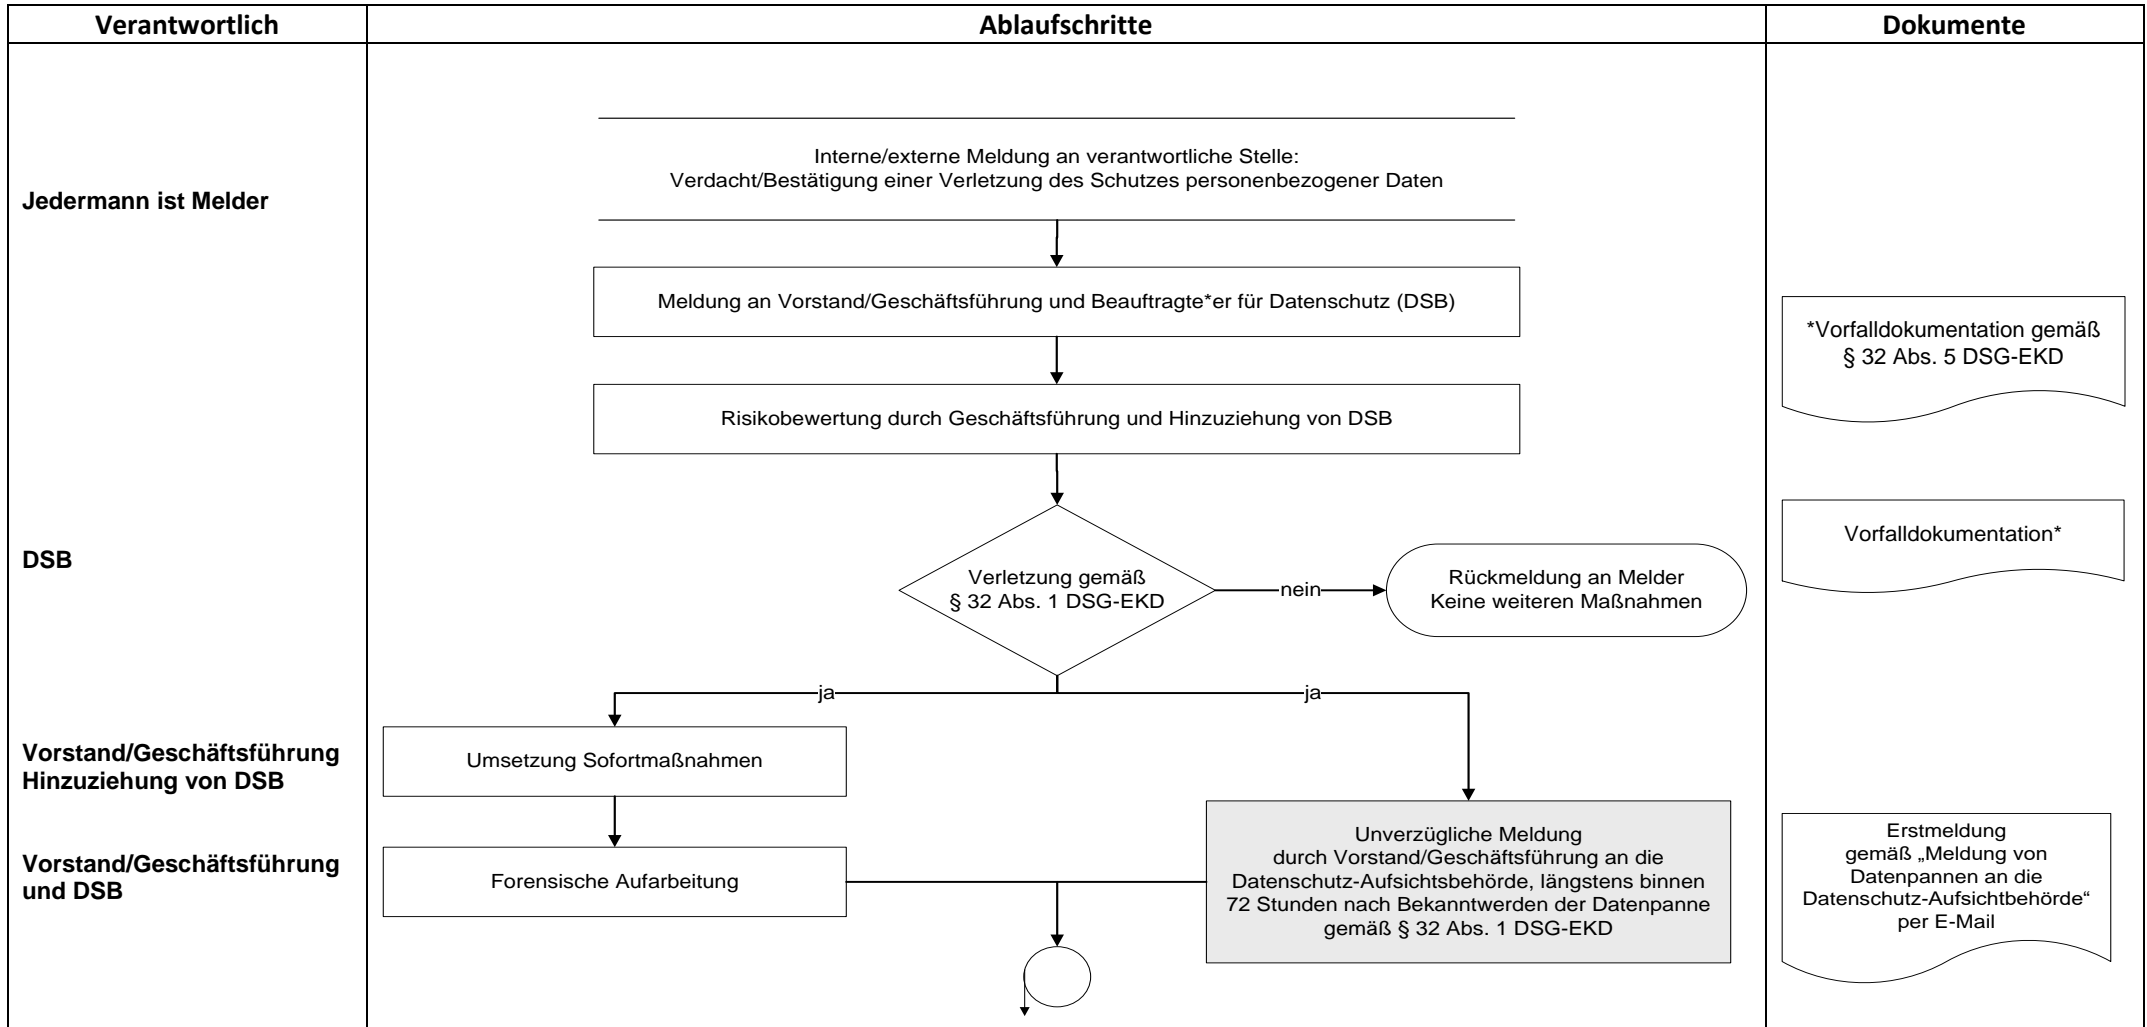 Verantwortlich
Ablaufschritte
Dokumente
Interne/externe Meldung an verantwortliche Stelle:
Verdacht/Bestätigung einer Verletzung des Schutzes personenbezogener Daten
Jedermann ist Melder
Meldung an Vorstand/Geschäftsführung und Beauftragte*er für Datenschutz (DSB)
*Vorfalldokumentation gemäß
§ 32 Abs. 5 DSG-EKD
Risikobewertung durch Geschäftsführung und Hinzuziehung von DSB
DSB
Verletzung gemäß
§ 32 Abs. 1 DSG-EKD
nein
Rückmeldung an Melder
Keine weiteren Maßnahmen
Vorfalldokumentation*
ja
ja
Vorstand/Geschäftsführung
Hinzuziehung von DSB
Umsetzung Sofortmaßnahmen
Vorstand/Geschäftsführung
und DSB
Forensische Aufarbeitung
Unverzügliche Meldung
durch Vorstand/Geschäftsführung an die
Datenschutz-Aufsichtsbehörde, längstens binnen
72 Stunden nach Bekanntwerden der Datenpanne
gemäß § 32 Abs. 1 DSG-EKD
Erstmeldung
gemäß „Meldung von
Datenpannen an die
Datenschutz-Aufsichtbehörde“
per E-Mail